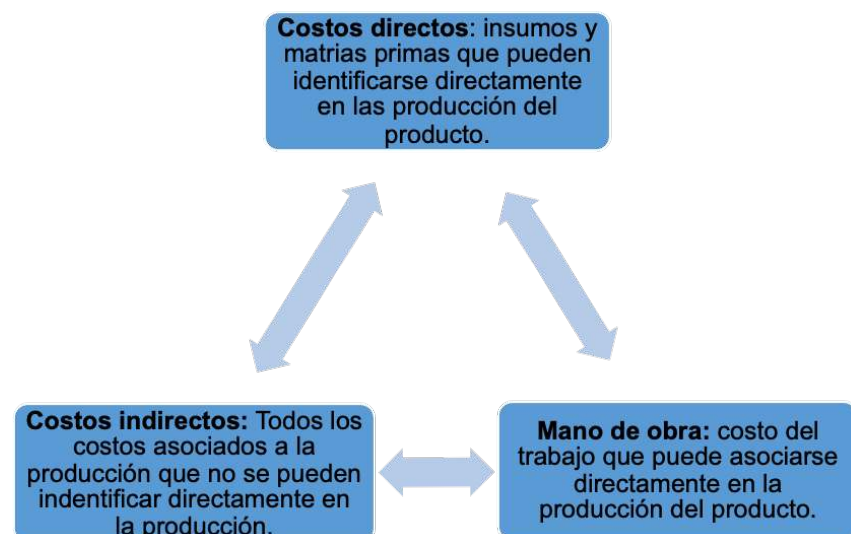 Costos directos: insumos y
matrias primas que pueden
identificarse directamente
en las producción del
producto.
Costos indirectos: Todos los
costos asociados a la
producción que no se pueden
indentificar directamente en
la producción.
Mano de obra: costo del
trabajo que puede asociarse
directamente en la
producción del producto.